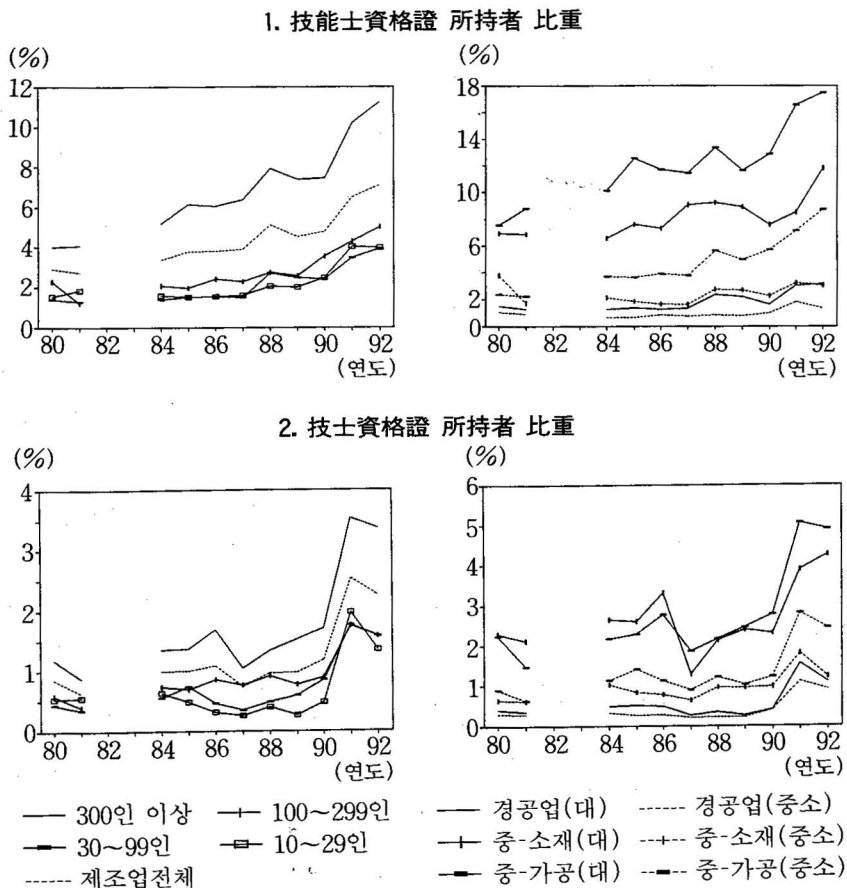 1. 技能士資格證 所持者 比重
(%)
12
10
8
6
4
2
0
80 82 84 86 88 90 92
(연도)
(%)
18
14
10
6
2
0
80 82 84 86 88 90 92
(연도)
2. 技士資格證 所持者 比重
(%)
4
3
2
1
0
80 82 84 86 88 90 92
(연도)
(%)
6
5
4
3
2
1
0
80 82 84 86 88 90 92
(연도)
300인 이상 100~299인
30~99인 10~29인
제조업전체
경공업(대) 경공업(중소)
중-소재(대) 중-소재(중소)
중-가공(대) 중-가공(중소)